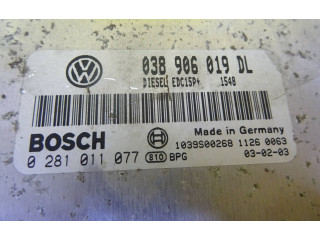 038 906 019 DL
DIESEL EDC15P+ 1548
BOSCH
Made in Germany
1039S00268 1126 0063
0 281 011 077
810 BPG
03-02-03